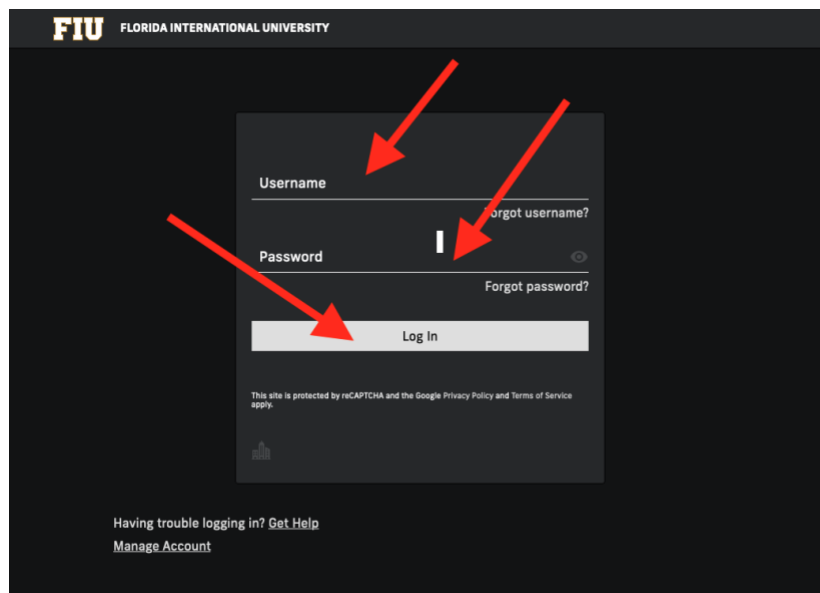 FIU FLORIDA INTERNATIONAL UNIVERSITY
Username
Forgot username?
Password
Forgot password?
Log In
This site is protected by reCAPTCHA and the Google Privacy Policy and Terms of Service
apply.
Having trouble logging in? Get Help
Manage Account